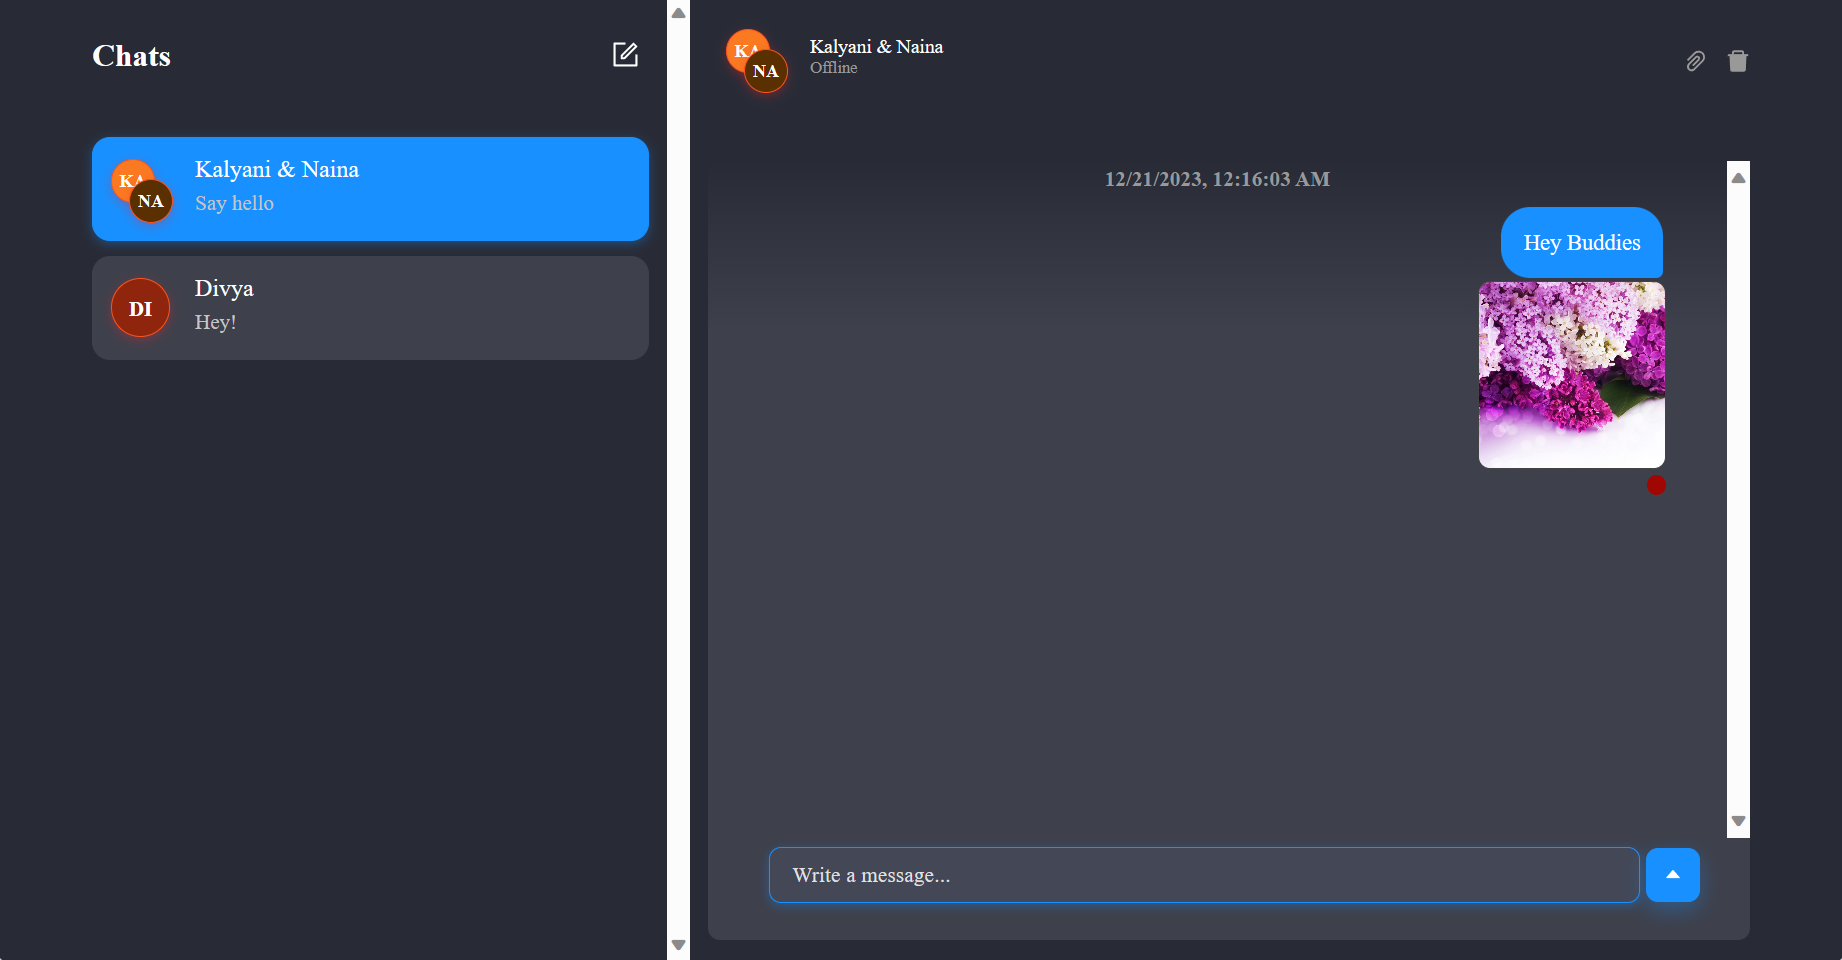 Chats
KA
NA
Kalyani & Naina
Say hello
DI
Divya
Hey!
KA
NA
Kalyani & Naina
Offline
12/21/2023, 12:16:03 AM
Hey Buddies
Write a message...